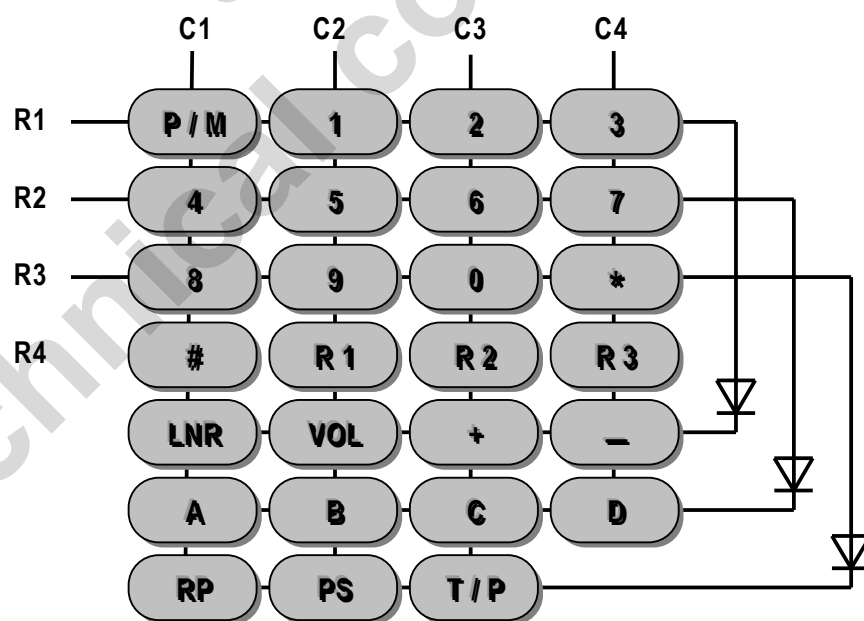 C1 C2 C3 C4
R1 P / M 1 2 3
R2 4 5 6 7
R3 8 9 0 *
R4 # R 1 R 2 R 3
LNR VOL + –
A B C D
RP PS T / P